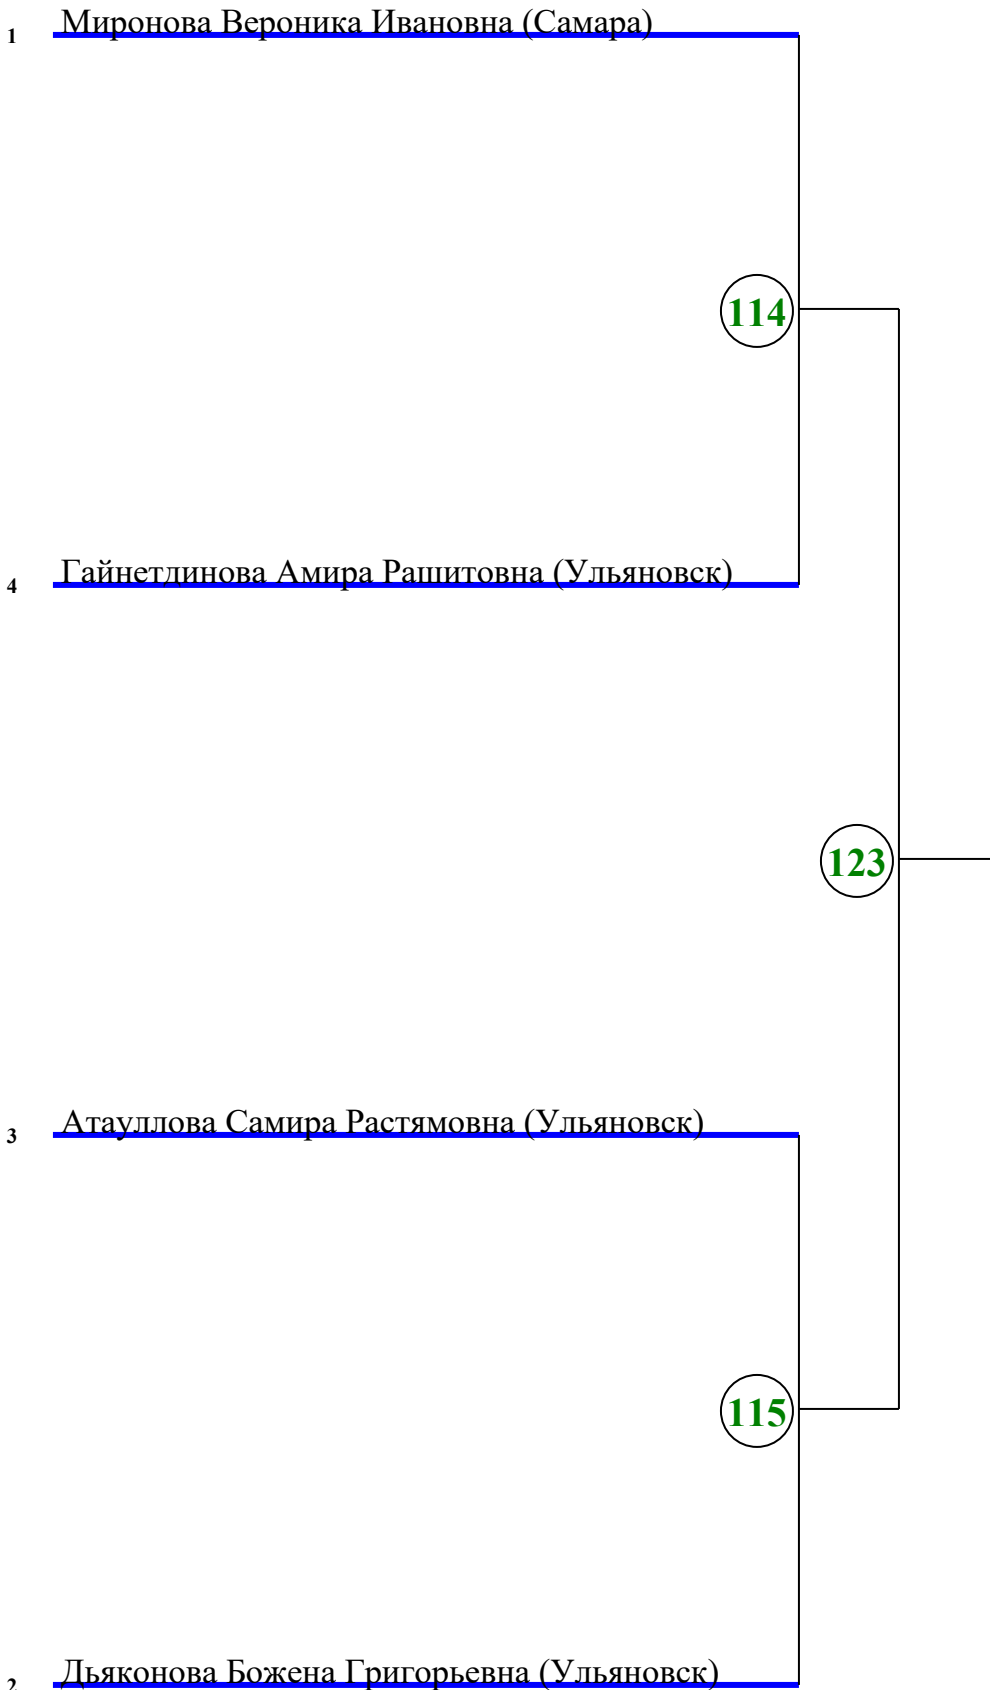 1 Миронова Вероника Ивановна (Самара)
114
4 Гайнетдинова Амира Рашитовна (Ульяновск)
123
3 Атауллова Самира Растямовна (Ульяновск)
115
2 Дьяконова Божена Григорьевна (Ульяновск)